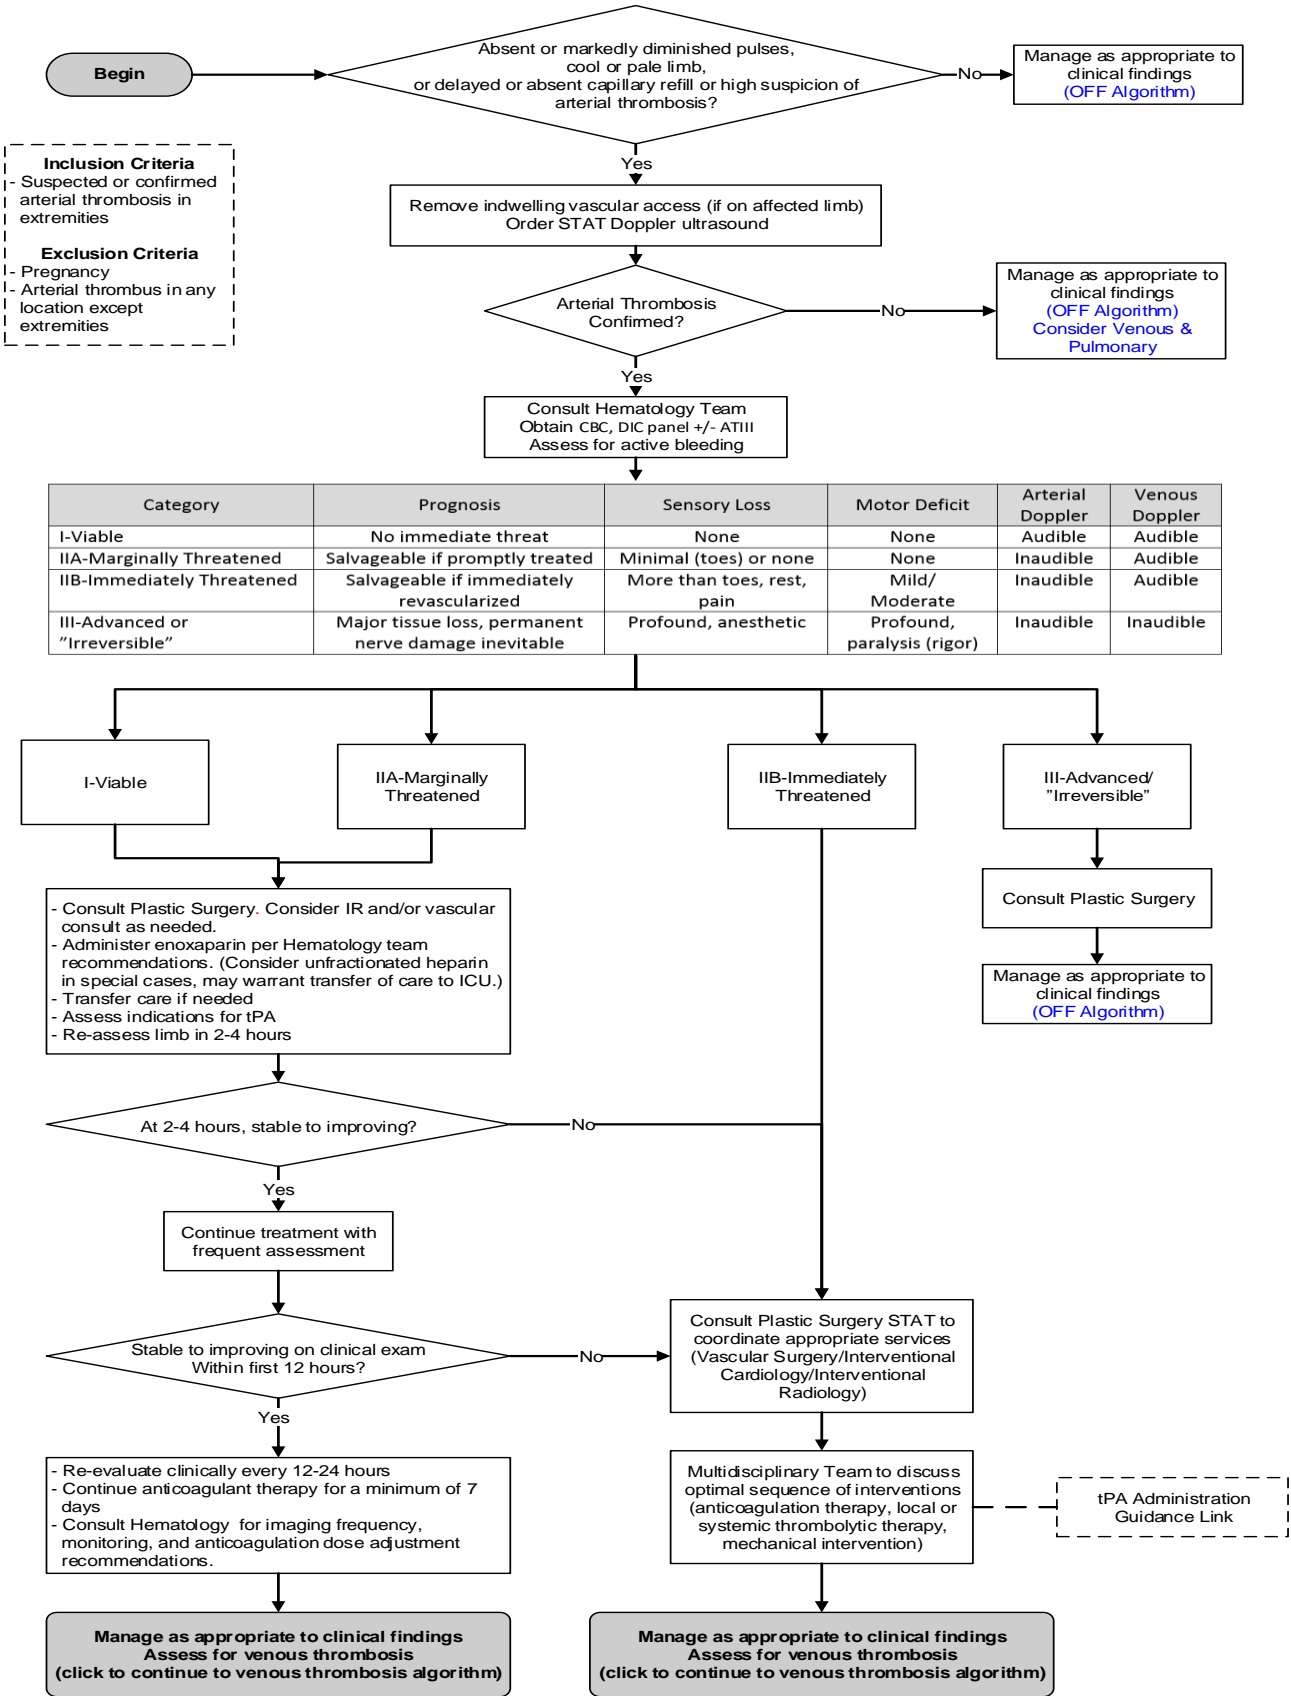 Begin
Absent or markedly diminished pulses,
cool or pale limb,
or delayed or absent capillary refill or high suspicion of
arterial thrombosis?
No
Manage as appropriate to
clinical findings
(OFF Algorithm)
Inclusion Criteria
- Suspected or confirmed
arterial thrombosis in
extremities
Exclusion Criteria
- Pregnancy
- Arterial thrombus in any
location except
extremities
Yes
Remove indwelling vascular access (if on affected limb)
Order STAT Doppler ultrasound
Arterial Thrombosis
Confirmed?
No
Manage as appropriate to
clinical findings
(OFF Algorithm)
Consider Venous &
Pulmonary
Yes
Consult Hematology Team
Obtain CBC, DIC panel +/- ATIII
Assess for active bleeding
Category Prognosis Sensory Loss Motor Deficit Arterial Doppler Venous Doppler
I-Viable No immediate threat None None Audible Audible
IIA-Marginally Threatened Salvageable if promptly treated Minimal (toes) or none None Inaudible Audible
IIB-Immediately Threatened Salvageable if immediately revascularized More than toes, rest, pain Mild/ Moderate Inaudible Audible
III-Advanced or ”Irreversible” Major tissue loss, permanent nerve damage inevitable Profound, anesthetic Profound, paralysis (rigor) Inaudible Inaudible
I-Viable
IIA-Marginally
Threatened
IIB-Immediately
Threatened
III-Advanced/
”Irreversible”
- Consult Plastic Surgery. Consider IR and/or vascular
consult as needed.
- Administer enoxaparin per Hematology team
recommendations. (Consider unfractionated heparin
in special cases, may warrant transfer of care to ICU.)
- Transfer care if needed
- Assess indications for tPA
- Re-assess limb in 2-4 hours
Consult Plastic Surgery
Manage as appropriate to
clinical findings
(OFF Algorithm)
At 2-4 hours, stable to improving?
No
Yes
Continue treatment with
frequent assessment
Stable to improving on clinical exam
Within first 12 hours?
No
Consult Plastic Surgery STAT to
coordinate appropriate services
(Vascular Surgery/Interventional
Cardiology/Interventional
Radiology)
Yes
- Re-evaluate clinically every 12-24 hours
- Continue anticoagulant therapy for a minimum of 7
days
- Consult Hematology for imaging frequency,
monitoring, and anticoagulation dose adjustment
recommendations.
Multidisciplinary Team to discuss
optimal sequence of interventions
(anticoagulation therapy, local or
systemic thrombolytic therapy,
mechanical intervention)
tPA Administration
Guidance Link
Manage as appropriate to clinical findings
Assess for venous thrombosis
(click to continue to venous thrombosis algorithm)
Manage as appropriate to clinical findings
Assess for venous thrombosis
(click to continue to venous thrombosis algorithm)